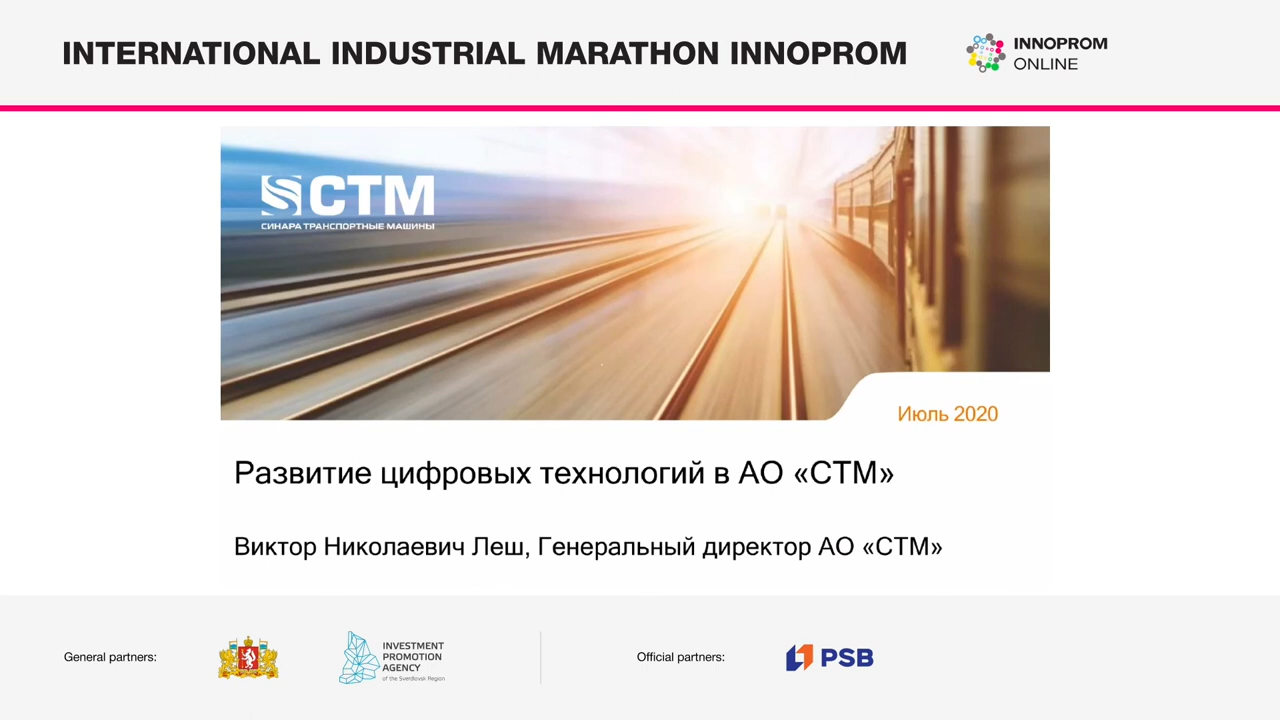 INTERNATIONAL INDUSTRIAL MARATHON INNOPROM
INNOPROM
ONLINE
СТМ
СИНАРА ТРАНСПОРТНЫЕ МАШИНЫ
Июль 2020
Развитие цифровых технологий в АО «СТМ»
Виктор Николаевич Леш, Генеральный директор АО «СТМ»
General partners:
INVESTMENT
PROMOTION
AGENCY
of the Sverdlovsk Region
Official partners:
PSB